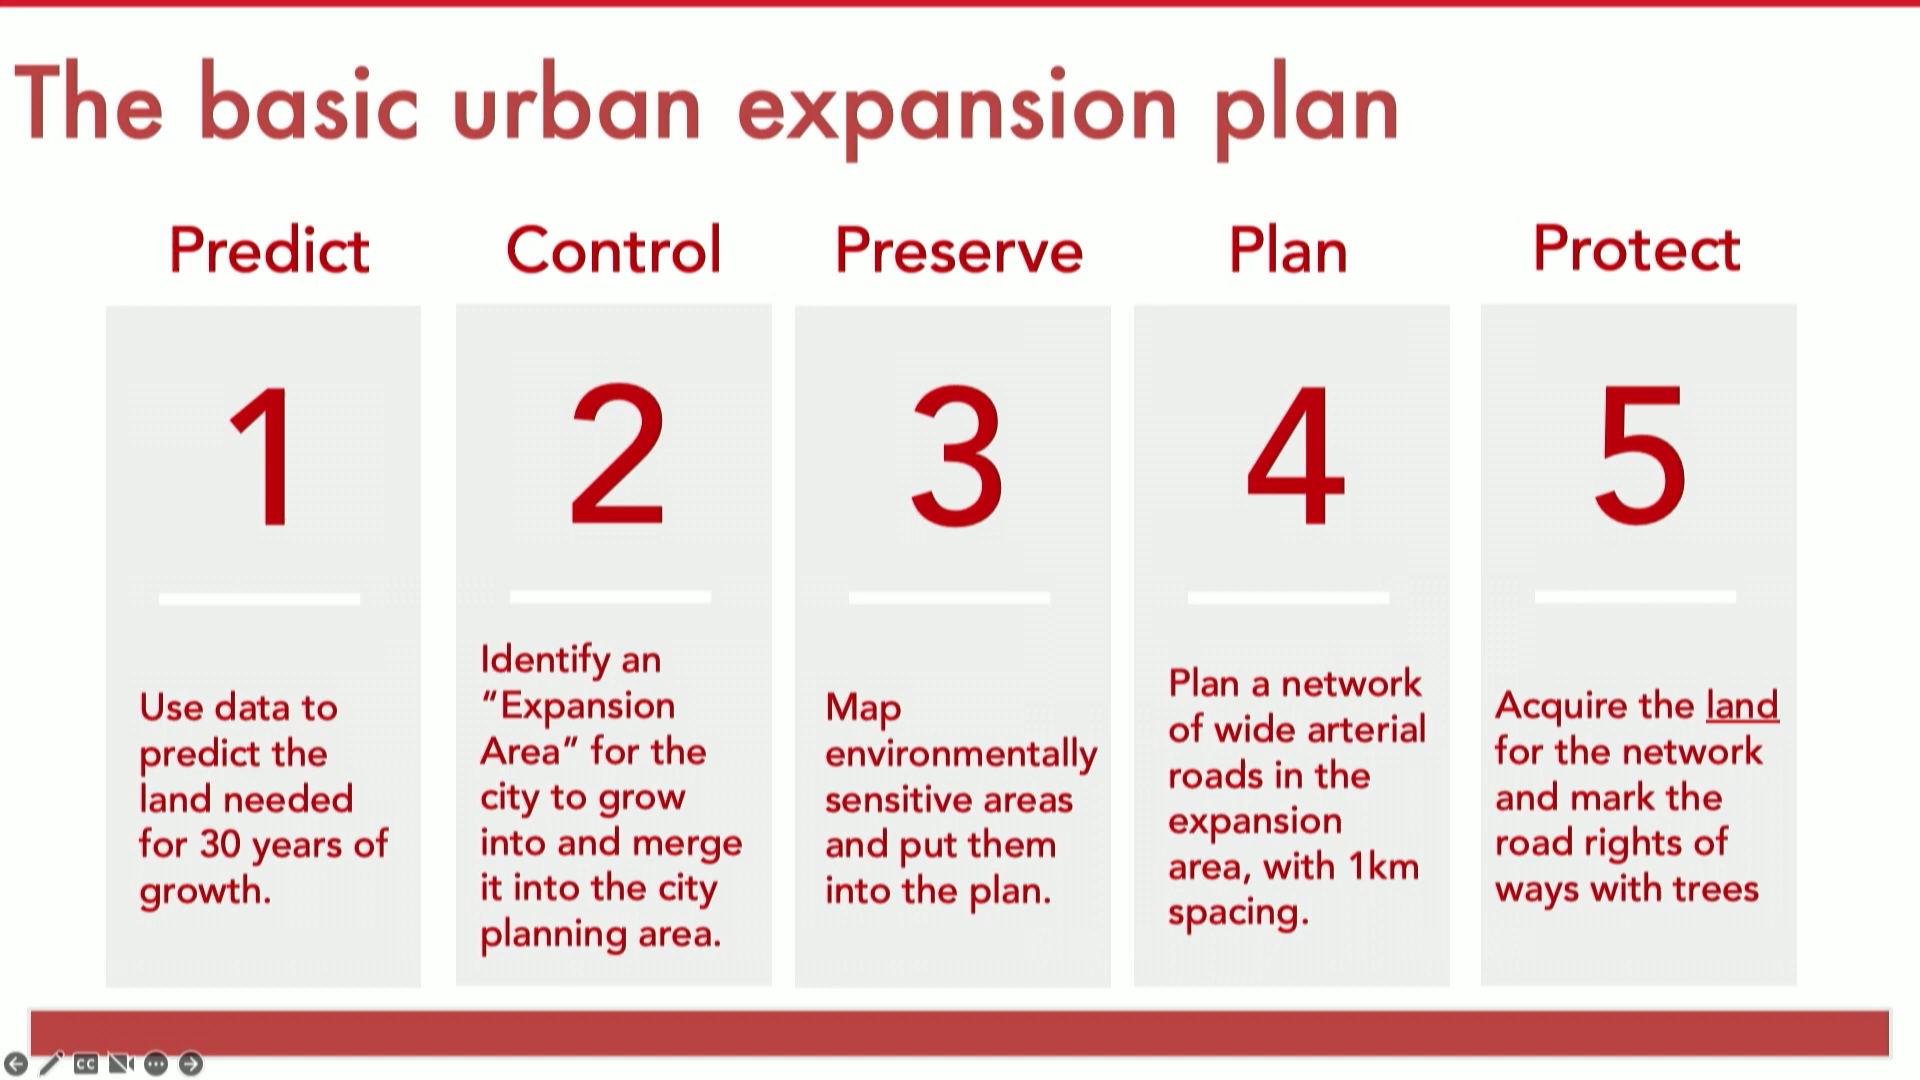 The basic urban expansion plan
Predict
1
Use data to
predict the
land needed
for 30 years of
growth.
Control
2
Identify an
“Expansion
Area” for the
city to grow
into and merge
it into the city
planning area.
Preserve
3
Map
environmentally
sensitive areas
and put them
into the plan.
Plan
4
Plan a network
of wide arterial
roads in the
expansion
area, with 1km
spacing.
Protect
5
Acquire the land
for the network
and mark the
road rights of
ways with trees
CC